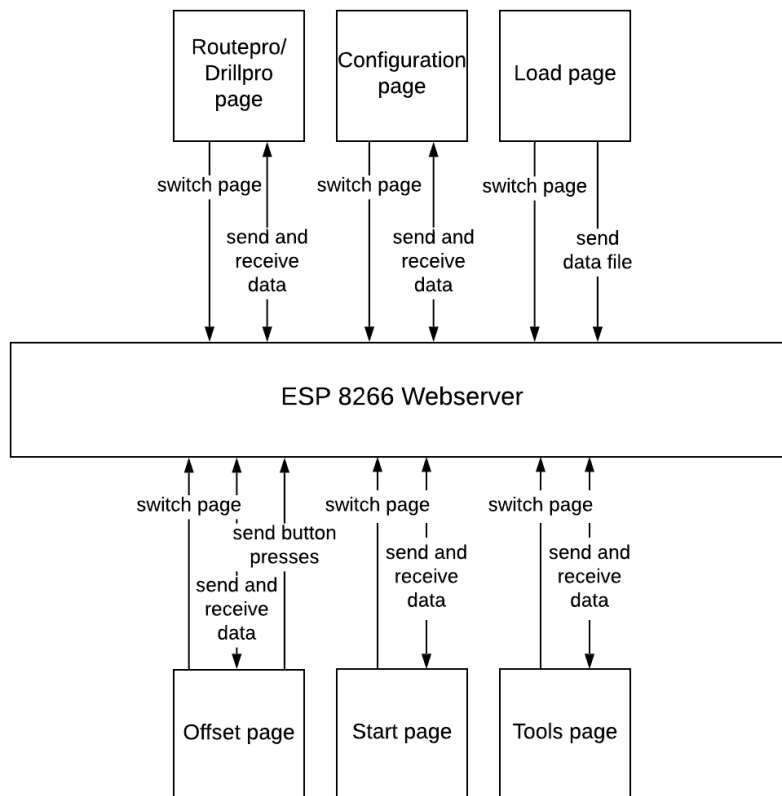 Routepro/
Drillpro
page
Configuration
page
Load page
switch page
send and
receive
data
switch page
send and
receive
data
switch page
send
data file
ESP 8266 Webserver
switch page
send and
receive
data
send button
presses
switch page
send and
receive
data
switch page
send and
receive
data
Offset page
Start page
Tools page